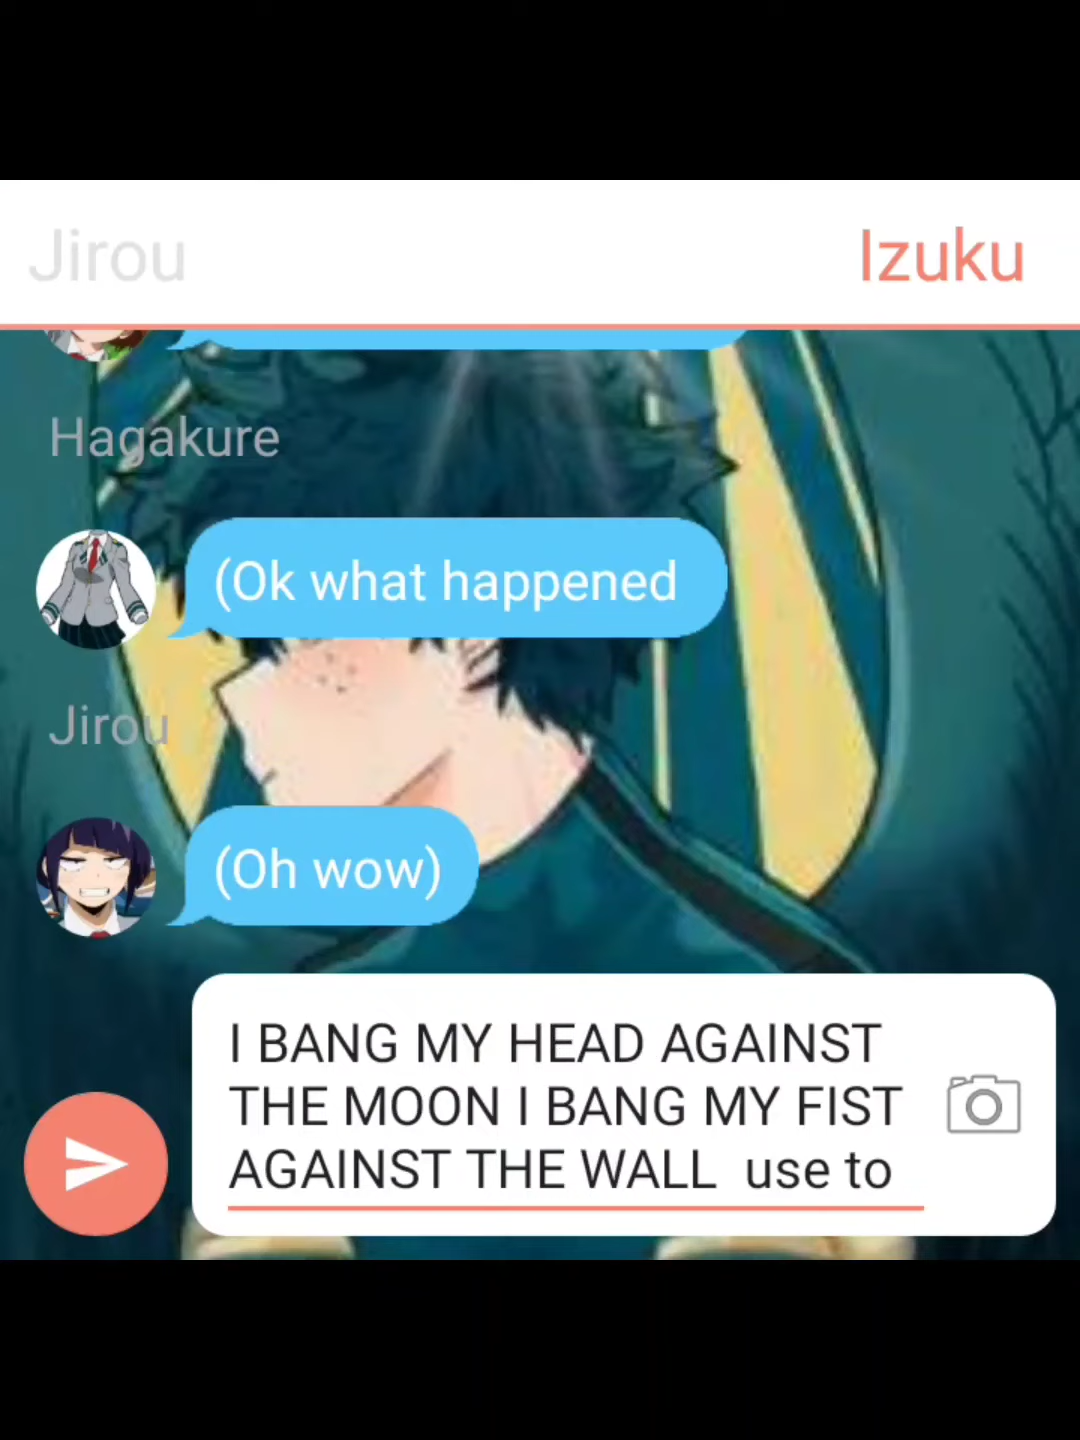 Jirou Izuku
Hagakure
(Ok what happened
Jirou
(Oh wow)
I BANG MY HEAD AGAINST
THE MOON I BANG MY FIST
AGAINST THE WALL  use to